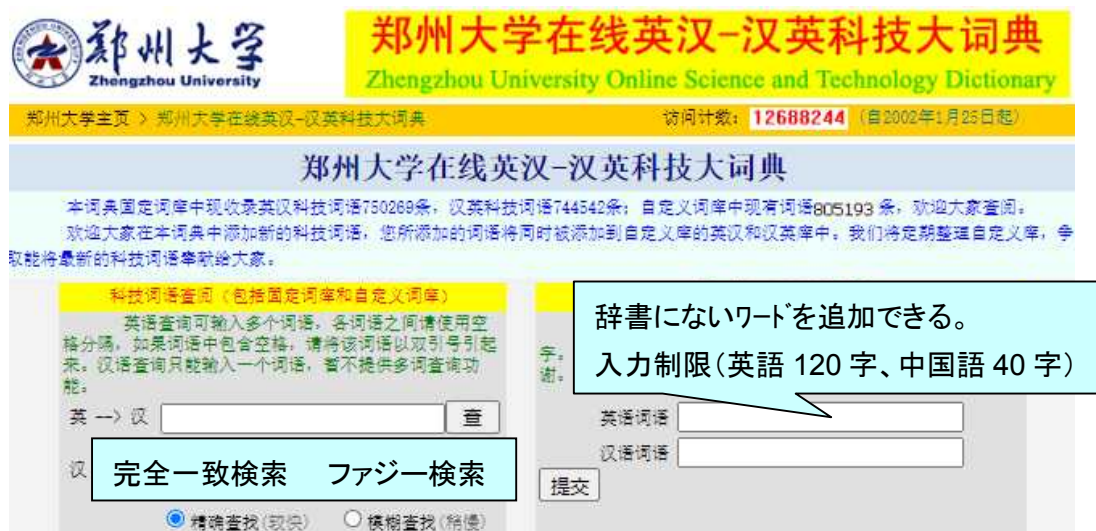 郑州大学
Zhengzhou University
郑州大学在线英汉-汉英科技大词典
Zhengzhou University Online Science and Technology Dictionary
郑州大学主页 > 郑州大学在线英汉-汉英科技大词典
访问计数：12688244（自2002年1月25日起）
郑州大学在线英汉-汉英科技大词典
本词典固定词库中现收录英汉科技词语750269条，汉英科技词语744542条；自定义词库中现有词语805193 条，欢迎大家查阅。
欢迎大家在本词典中添加新的科技词语，您所添加的词语将同时被添加到自定义库的英汉和汉英库中。我们将定期整理自定义库，争
取能将最新的科技词语奉献给大家。
科技词语查阅（包括固定词库和自定义词库）
英语查询可输入多个词语，各词语之间请使用空
格分隔，如果词语中包含空格，请将该词语以双引号引起
来。汉语查询只能输入一个词语，暂不提供多词查询功
能。
英 --> 汉
查
汉
完全一致検索 ファジー検索
精确查找(较快)
模糊查找(稍慢)
辞書にないﾜｰﾄﾞを追加できる。
入力制限（英語 120 字、中国語 40 字）
字。
谢。
英语词语
汉语词语
提交